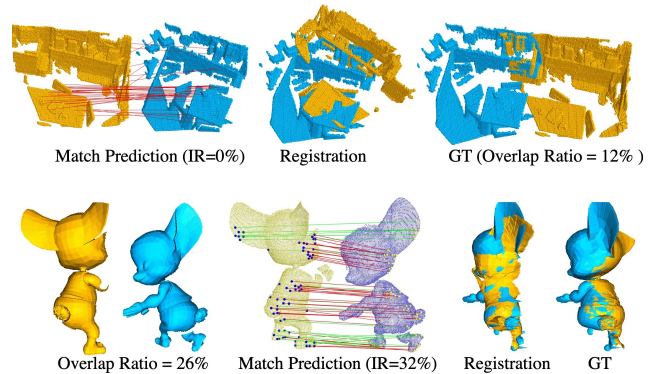 Match Prediction (IR=0%)
Registration
GT (Overlap Ratio = 12% )
Overlap Ratio = 26%
Match Prediction (IR=32%)
Registration
GT